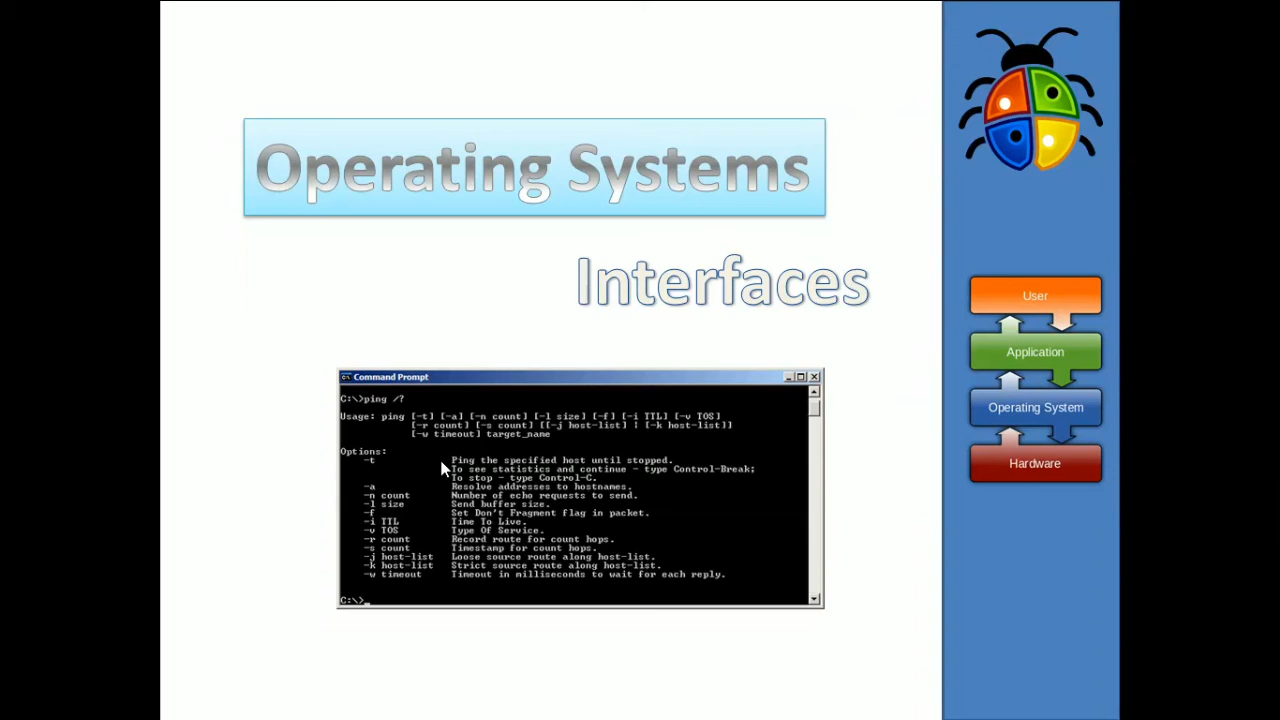 Operating Systems
Interfaces
User
Application
Operating System
Hardware
Command Prompt
C:\>ping /?
Usage: ping [-t] [-a] [-n count] [-l size] [-f] [-i TTL] [-v TOS]
[-r count] [-s count] [[-j host-list] | [-k host-list]]
[-w timeout] target_name
Options:
-t Ping the specified host until stopped.
To see statistics and continue - type Control-Break;
To stop - type Control-C.
-a Resolve addresses to hostnames.
-n count Number of echo requests to send.
-l size Send buffer size.
-f Set Don't Fragment flag in packet.
-i TTL Time To Live.
-v TOS Type Of Service.
-r count Record route for count hops.
-s count Timestamp for count hops.
-j host-list Loose source route along host-list.
-k host-list Strict source route along host-list.
-w timeout Timeout in milliseconds to wait for each reply.
C:\>_